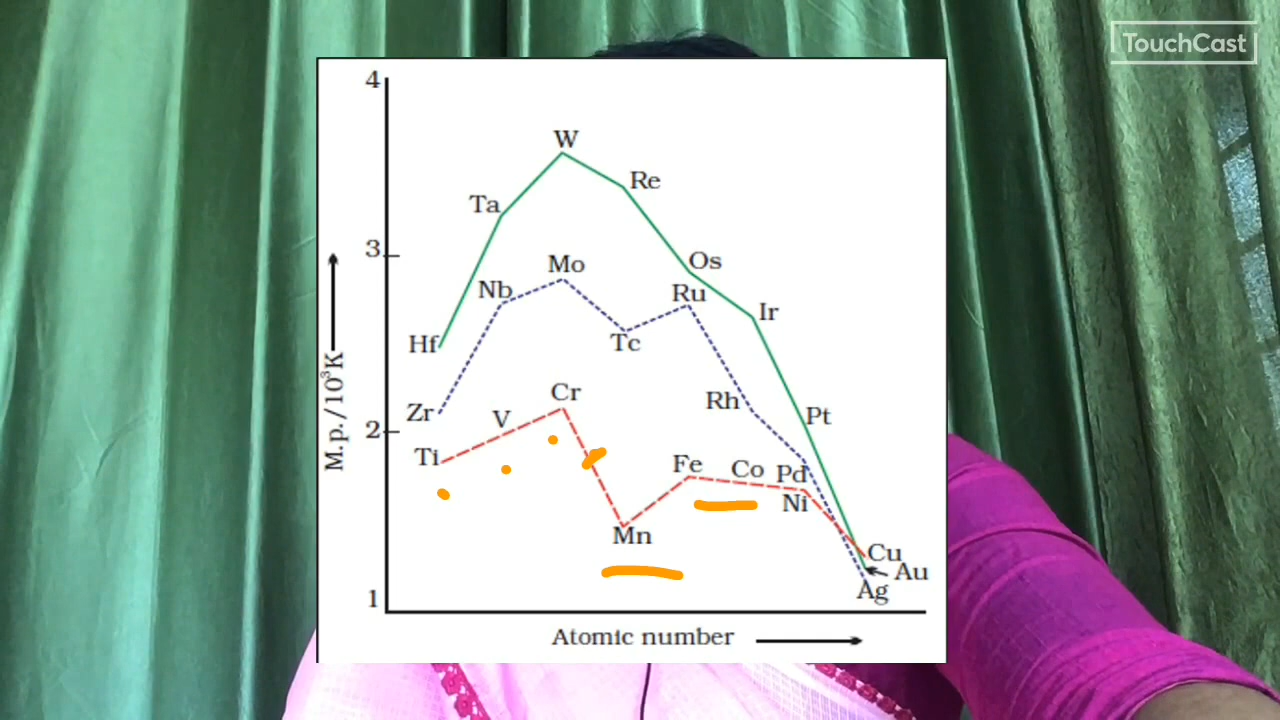 TouchCast
4
W
Re
Ta
3
Os
Mo
Nb
Ru
Ir
Hf
Tc
Cr
Rh
Zr
V
Pt
2
Ti
Fe
Co
Pd
Ni
Mn
Cu
Au
Ag
1
M.p./10³K
Atomic number